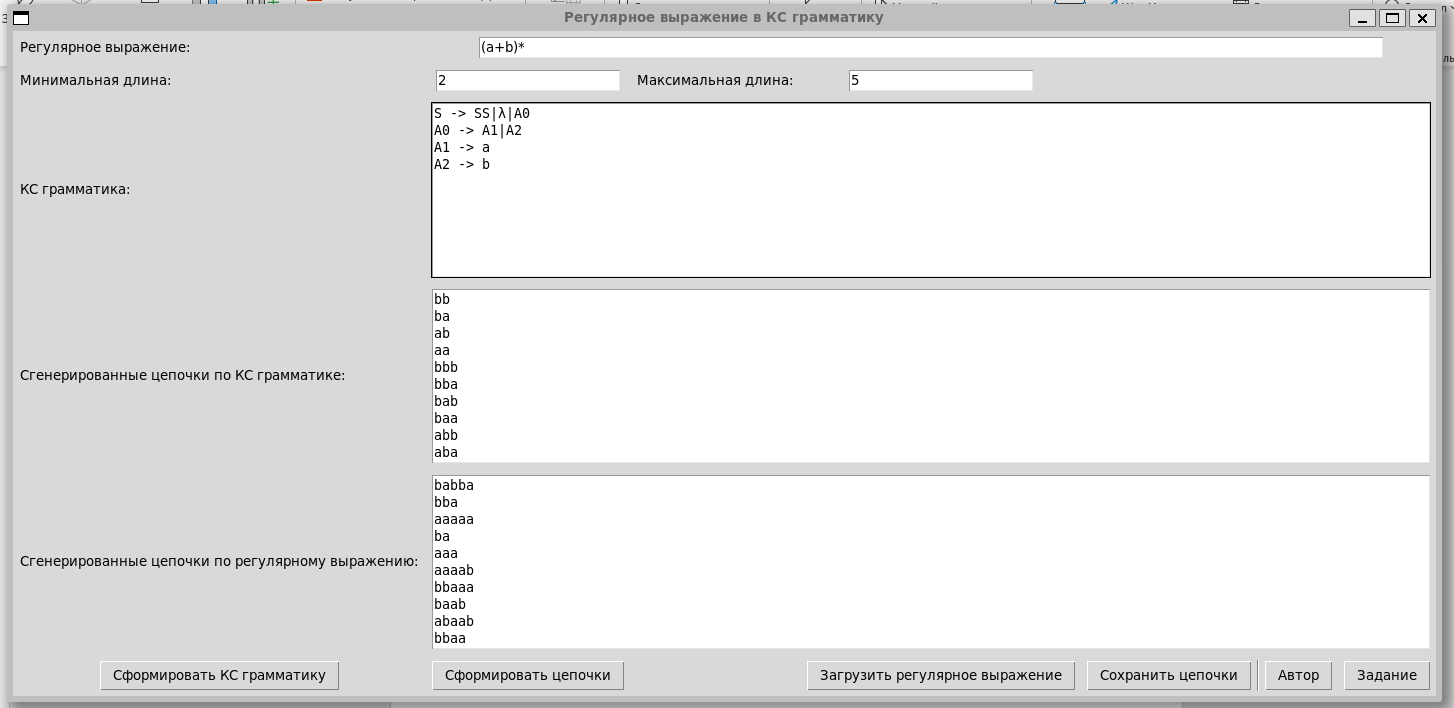 Регулярное выражение в КС грамматику
Регулярное выражение: (a+b)*
Минимальная длина: 2 Максимальная длина: 5
КС грамматика:
S -> SS|λ|A0
A0 -> A1|A2
A1 -> a
A2 -> b
Сгенерированные цепочки по КС грамматике:
bb
ba
ab
aa
bbb
bba
bab
baa
abb
aba
Сгенерированные цепочки по регулярному выражению:
babba
bba
aaaaa
ba
aaa
aaaab
bbaaa
baab
abaab
bbaa
Сформировать КС грамматику Сформировать цепочки Загрузить регулярное выражение Сохранить цепочки Автор Задание